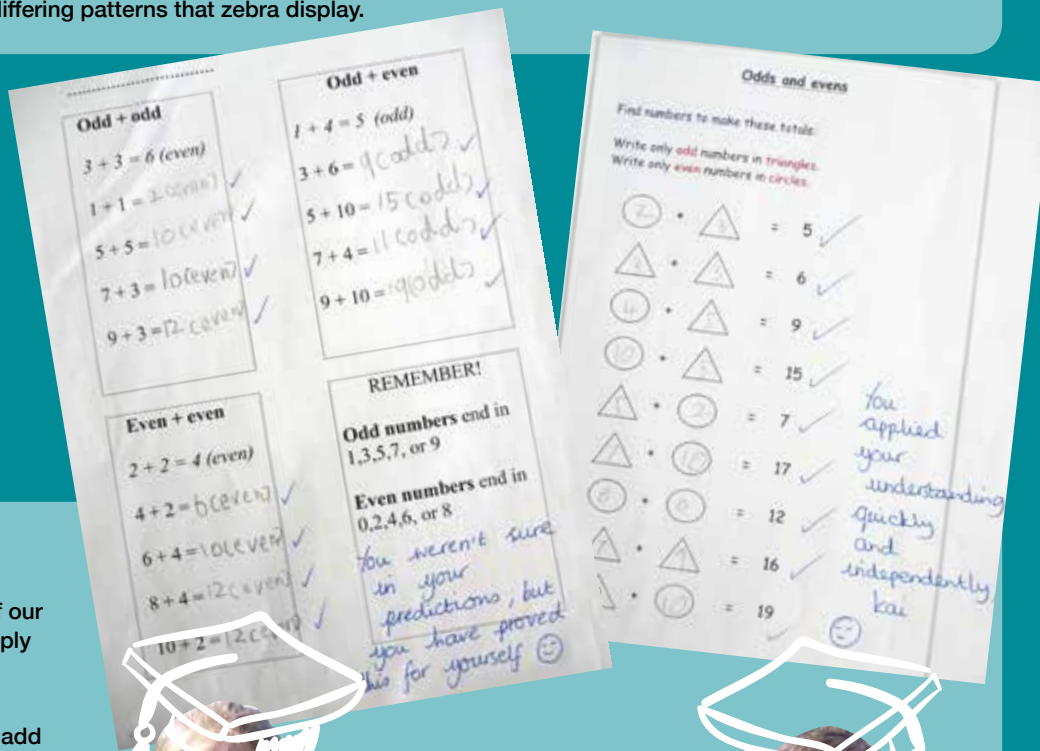 differing patterns that zebra display.
Odd + odd
3 + 3 = 6 (even)
1 + 1 = 2 (even)
5 + 5 = 10 (even)
7 + 3 = 10 (even)
9 + 3 = 12 (even)
Odd + even
1 + 4 = 5 (odd)
3 + 6 = 9 (odd)
5 + 10 = 15 (odd)
7 + 4 = 11 (odd)
9 + 10 = 19 (odd)
Even + even
2 + 2 = 4 (even)
4 + 2 = 6 (even)
6 + 4 = 10 (even)
8 + 4 = 12 (even)
10 + 2 = 12 (even)
REMEMBER!
Odd numbers end in
1,3,5,7, or 9
Even numbers end in
0,2,4,6, or 8
You weren't sure
in your
predictions, but
you have proved
this for yourself
Odds and evens
Find numbers to make these totals:
Write only odd numbers in triangles.
Write only even numbers in circles.
2 • = 5
• = 6
4 • = 9
10 • = 15
• 2 = 7
• 10 = 17
• = 12
• = 16
• 10 = 19
You
applied
your
understanding
quickly
and
independently
Kai
f our
ply
add